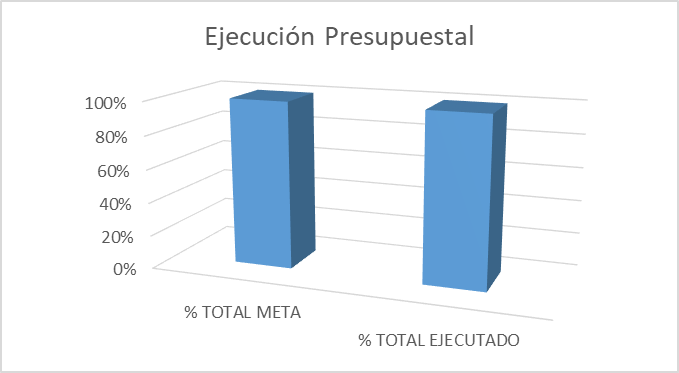 Ejecución Presupuestal
100%
80%
60%
40%
20%
0%
% TOTAL META
% TOTAL EJECUTADO